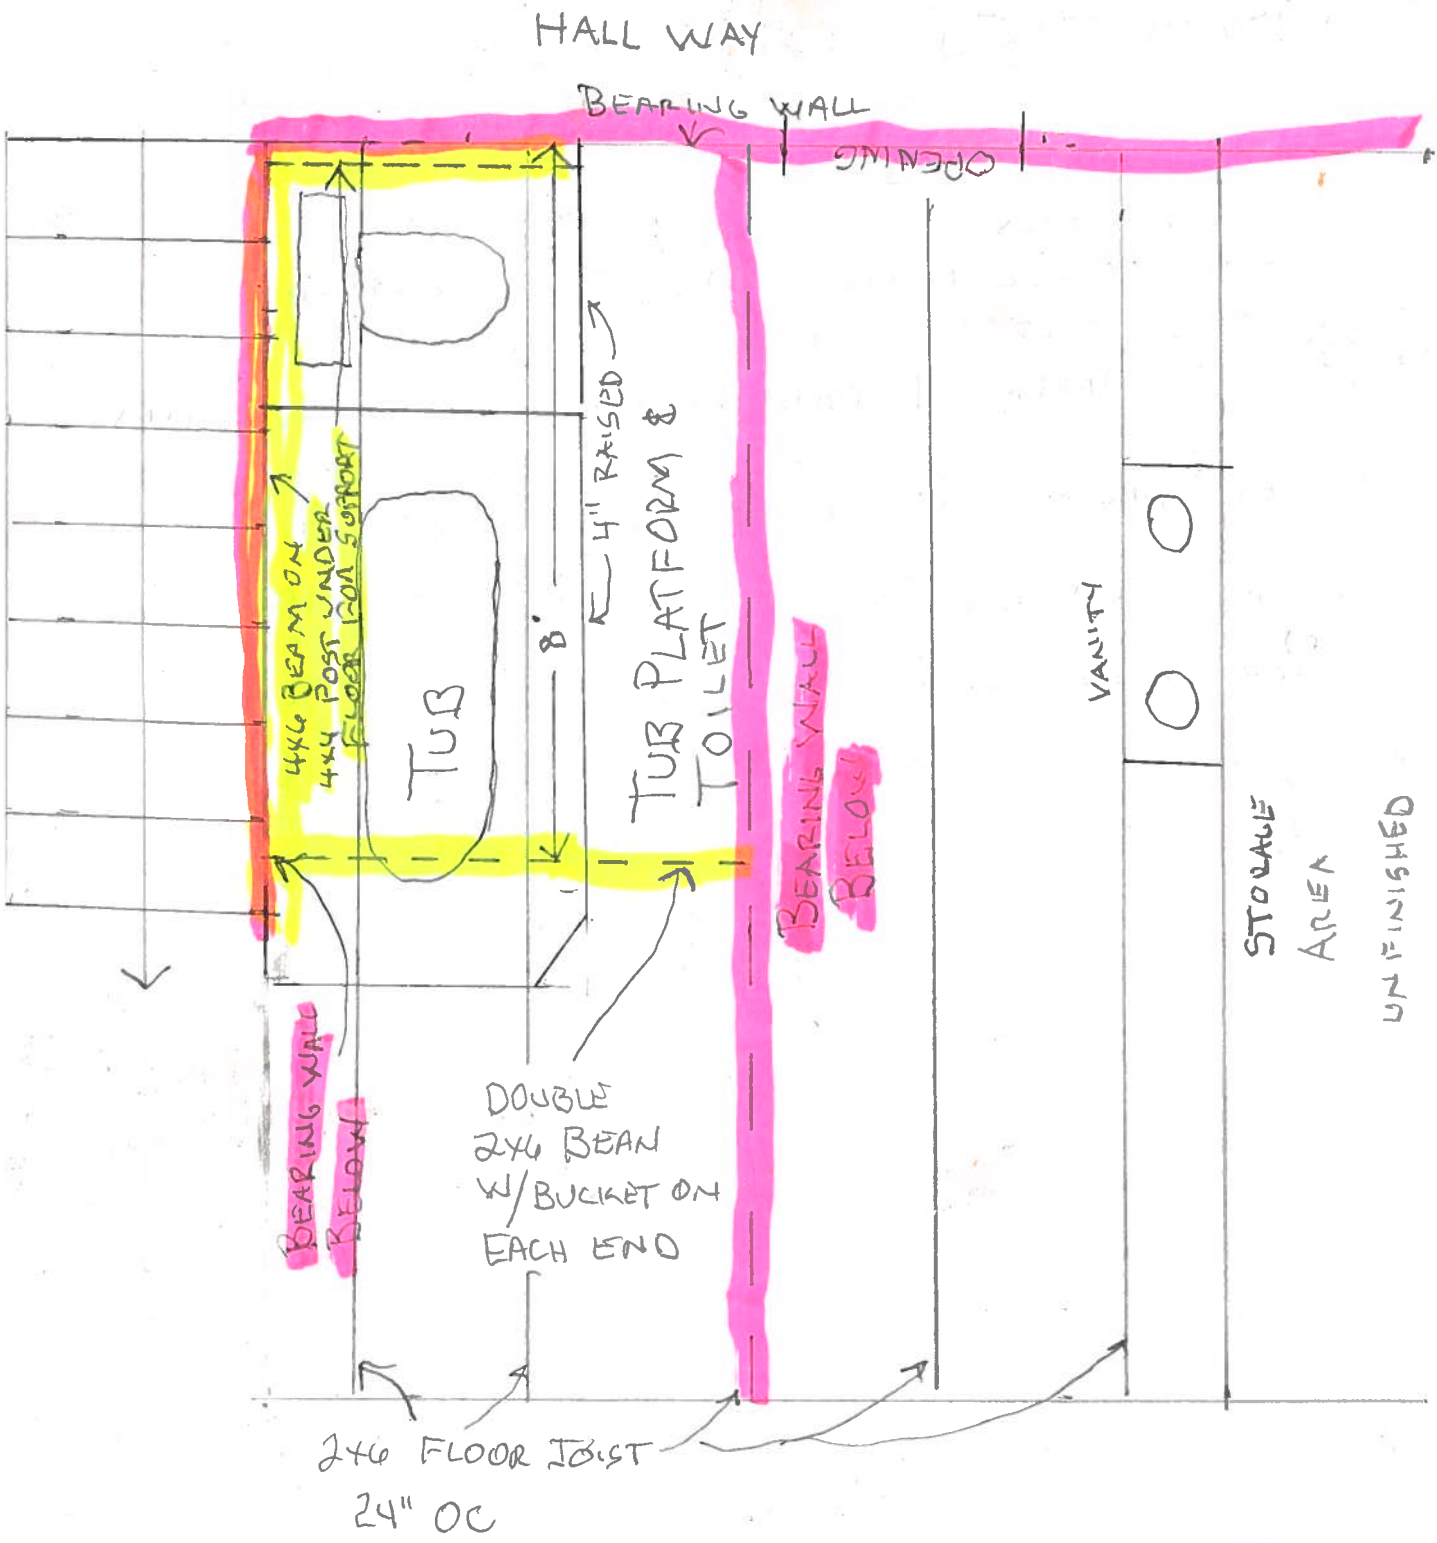 HALL WAY
BEARING WALL
OPENING
4" RAISED
TUB PLATFORM &
TOILET
4X6 BEAM ON
4X4 POST UNDER
FLOOR FOR SUPPORT
8'
TUB
BEARING WALL
BELOW
VANITY
STORAGE
AREA
UNFINISHED
BEARING WALL
BELOW
DOUBLE
2X6 BEAN
W/BUCKET ON
EACH END
2X6 FLOOR JOIST
24" OC